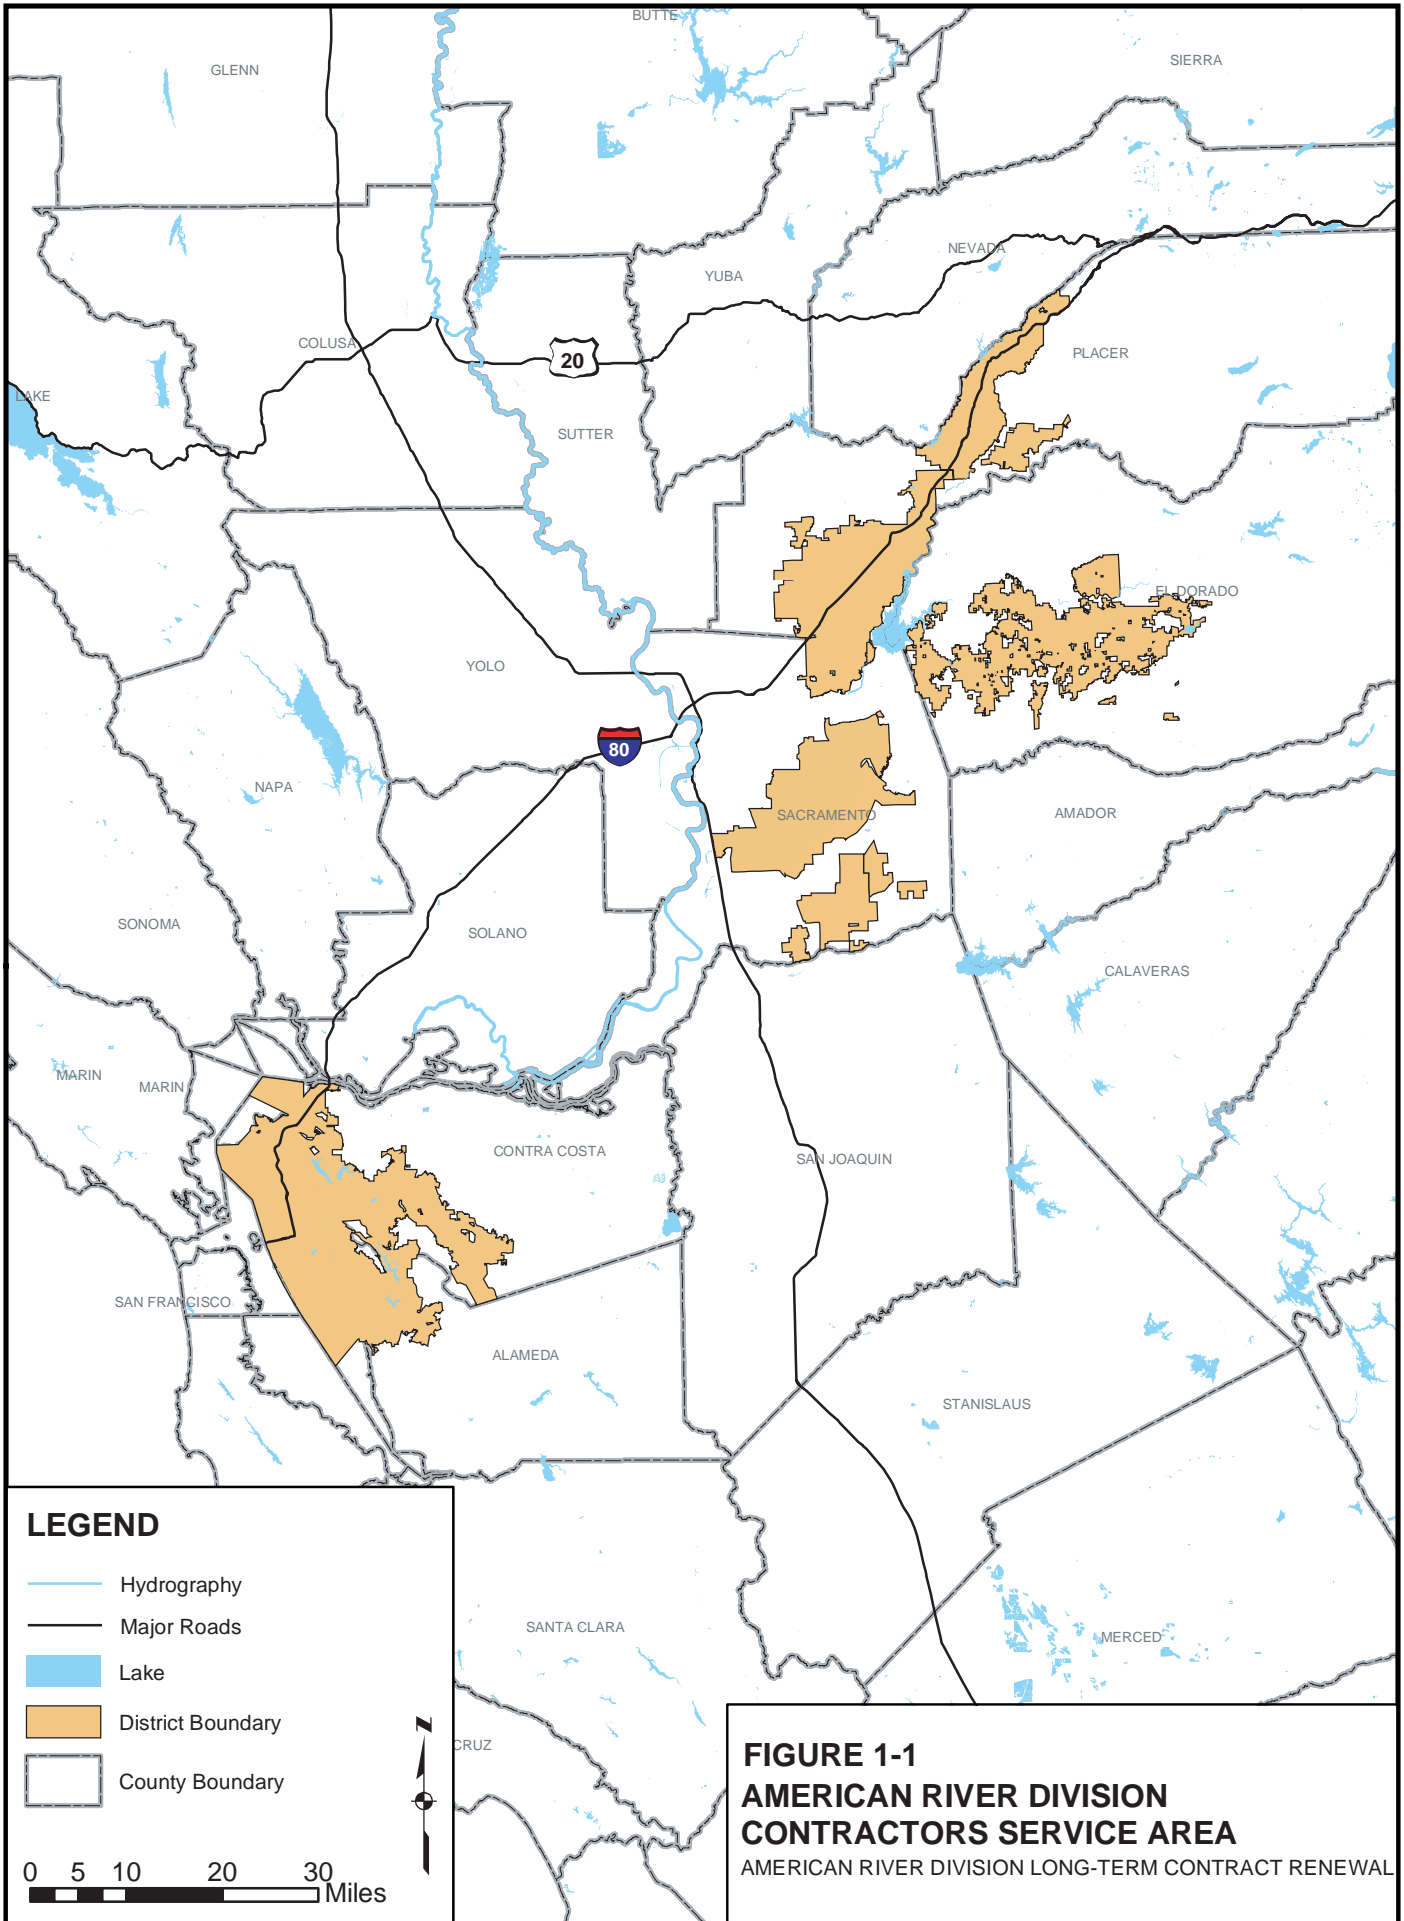 BUTTE
GLENN
SIERRA
NEVADA
YUBA
COLUSA
PLACER
20
LAKE
SUTTER
EL DORADO
YOLO
80
NAPA
SACRAMENTO
AMADOR
SONOMA
SOLANO
CALAVERAS
MARIN
MARIN
CONTRA COSTA
SAN JOAQUIN
SAN FRANCISCO
ALAMEDA
STANISLAUS
SANTA CLARA
MERCED
CRUZ
LEGEND
Hydrography
Major Roads
Lake
District Boundary
County Boundary
N
0 5 10 20 30
Miles
FIGURE 1-1
AMERICAN RIVER DIVISION
CONTRACTORS SERVICE AREA
AMERICAN RIVER DIVISION LONG-TERM CONTRACT RENEWAL